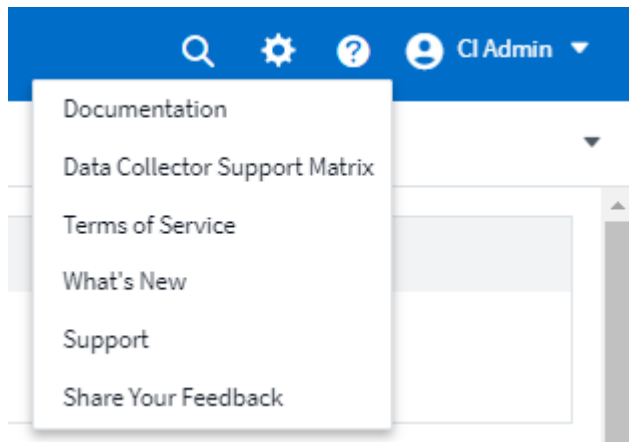 CI Admin
Documentation
Data Collector Support Matrix
Terms of Service
What's New
Support
Share Your Feedback